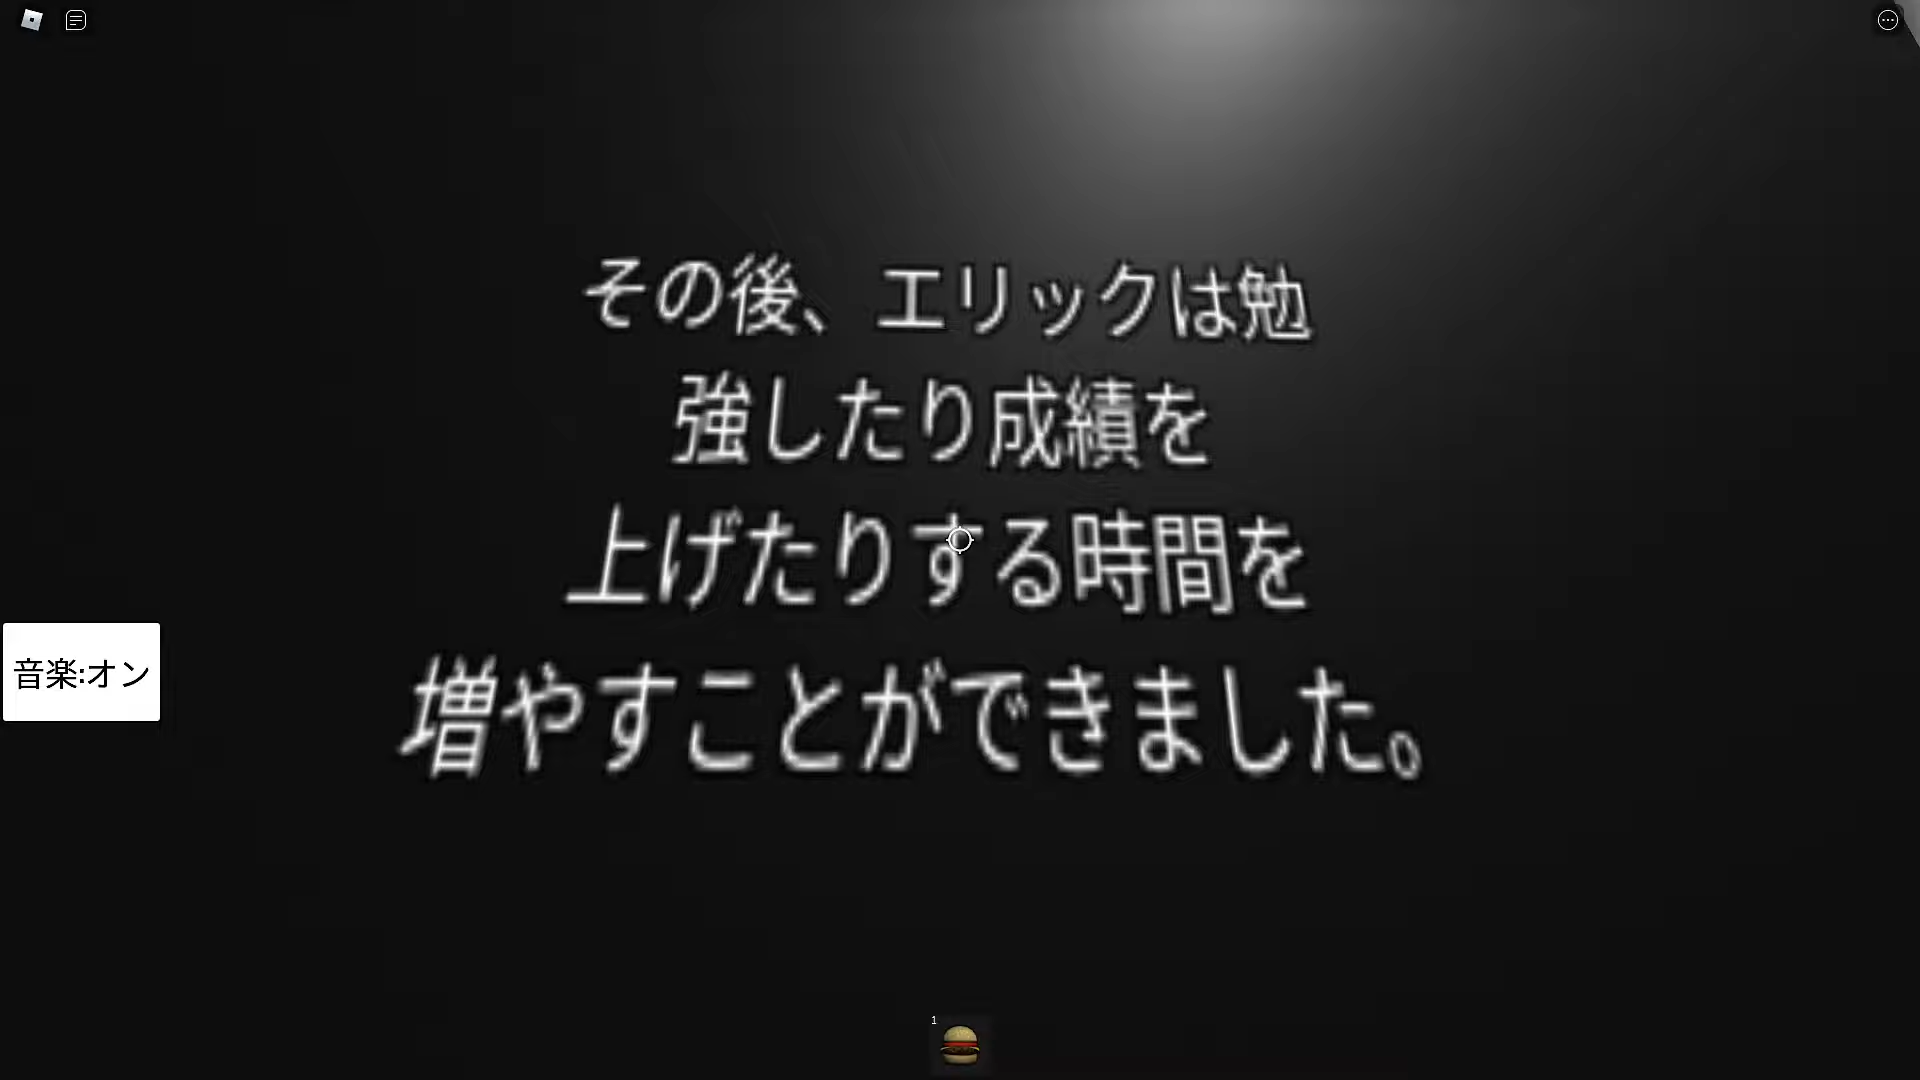 その後、エリックは勉
強したり成績を
上げたりする時間を
増やすことができました。
音楽:オン
1